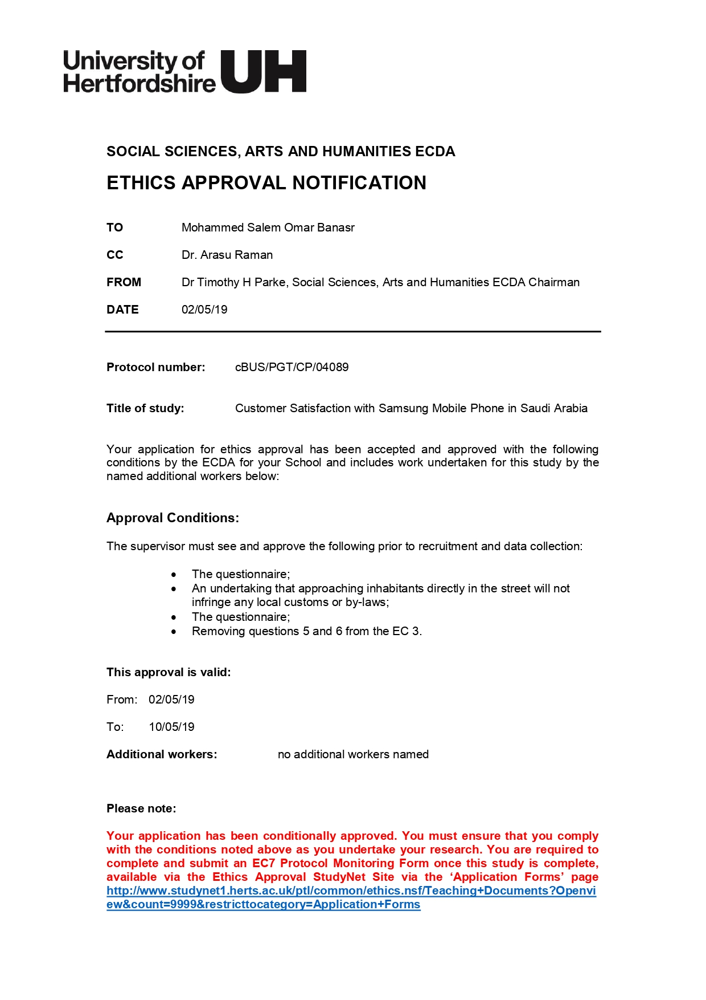 University of
Hertfordshire UH
SOCIAL SCIENCES, ARTS AND HUMANITIES ECDA
ETHICS APPROVAL NOTIFICATION
TO Mohammed Salem Omar Banasr
CC Dr. Arasu Raman
FROM Dr Timothy H Parke, Social Sciences, Arts and Humanities ECDA Chairman
DATE 02/05/19
Protocol number: cBUS/PGT/CP/04089
Title of study: Customer Satisfaction with Samsung Mobile Phone in Saudi Arabia
Your application for ethics approval has been accepted and approved with the following
conditions by the ECDA for your School and includes work undertaken for this study by the
named additional workers below:
Approval Conditions:
The supervisor must see and approve the following prior to recruitment and data collection:
• The questionnaire;
• An undertaking that approaching inhabitants directly in the street will not
infringe any local customs or by-laws;
• The questionnaire;
• Removing questions 5 and 6 from the EC 3.
This approval is valid:
From: 02/05/19
To: 10/05/19
Additional workers: no additional workers named
Please note:
Your application has been conditionally approved. You must ensure that you comply
with the conditions noted above as you undertake your research. You are required to
complete and submit an EC7 Protocol Monitoring Form once this study is complete,
available via the Ethics Approval StudyNet Site via the ‘Application Forms’ page
http://www.studynet1.herts.ac.uk/ptl/common/ethics.nsf/Teaching+Documents?Openvi
ew&count=9999&restricttocategory=Application+Forms